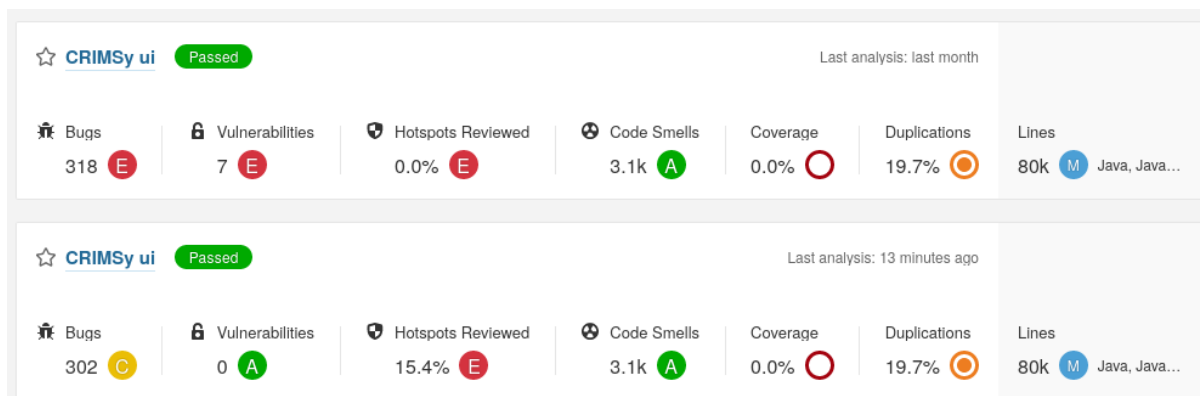 CRIMSy ui Passed Last analysis: last month
Bugs Vulnerabilities Hotspots Reviewed Code Smells Coverage Duplications Lines
318 E 7 E 0.0% E 3.1k A 0.0% 19.7% 80k M Java, Java...
CRIMSy ui Passed Last analysis: 13 minutes ago
Bugs Vulnerabilities Hotspots Reviewed Code Smells Coverage Duplications Lines
302 C 0 A 15.4% E 3.1k A 0.0% 19.7% 80k M Java, Java...